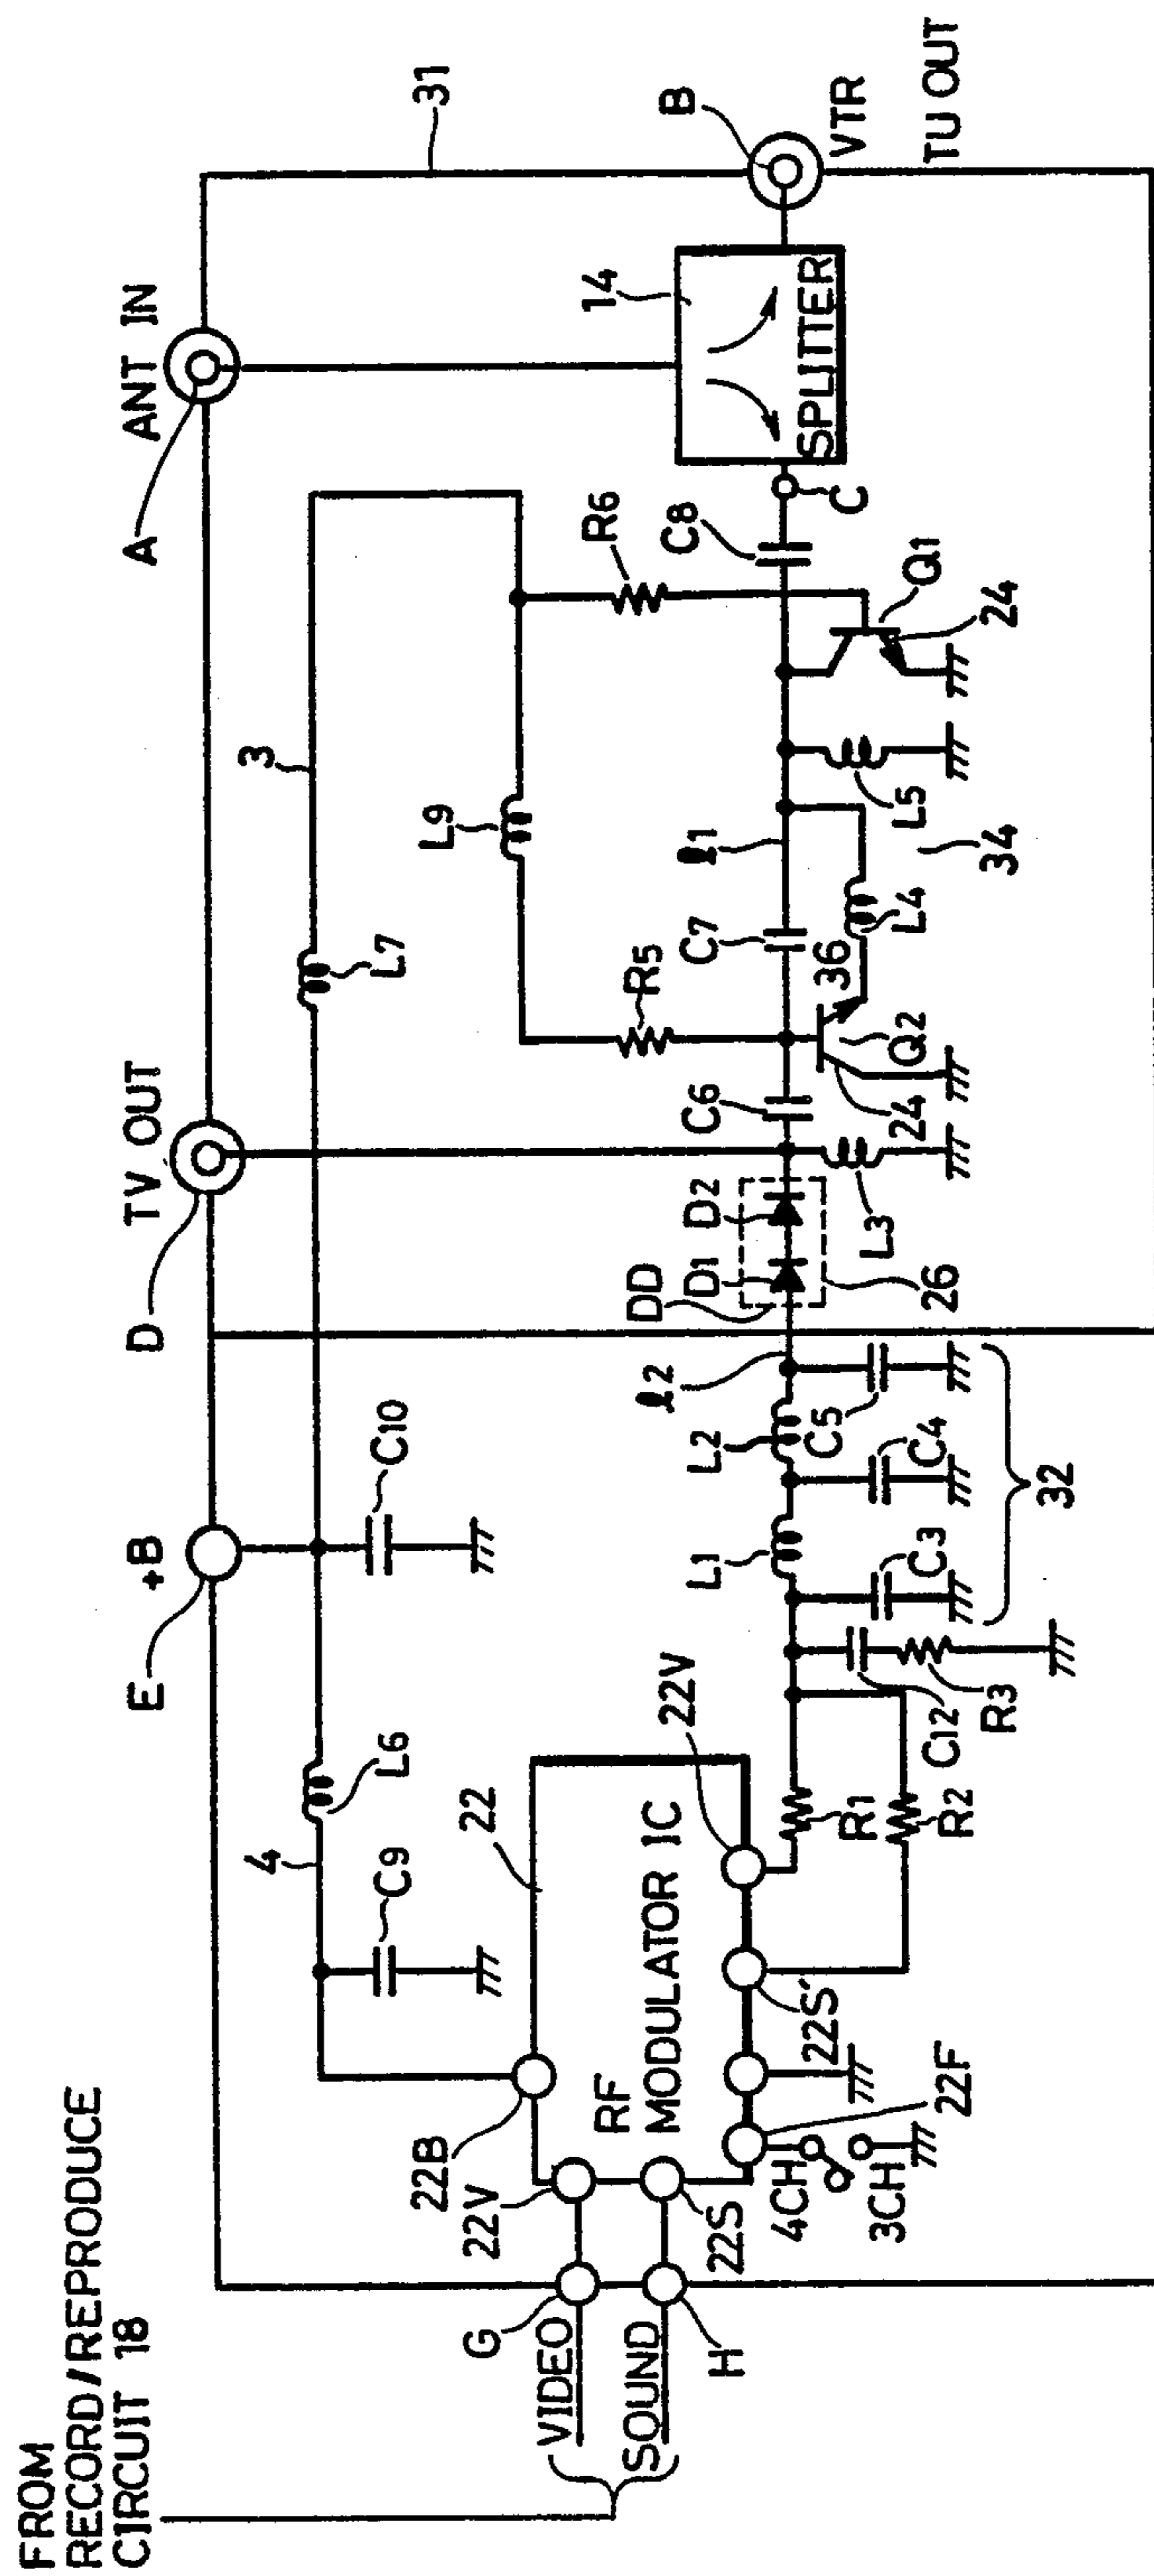 FROM
RECORD/REPRODUCE
CIRCUIT 18
E
+B
D
TV OUT
A
ANT IN
31
4
L6
C9
C10
L7
3
L9
22
22B
22V
RF
MODULATOR IC
22V
G
VIDEO
SOUND
H
22S
4CH
3CH
22F
22S'
R1
R2
C12
R3
L1
L2
ℓ2
C3
C4
C5
32
DD
D1
D2
26
L3
C6
R5
C7
36
Q2
24
L4
ℓ1
L5
34
R6
C8
Q1
24
C
14
SPLITTER
B
VTR
TU OUT